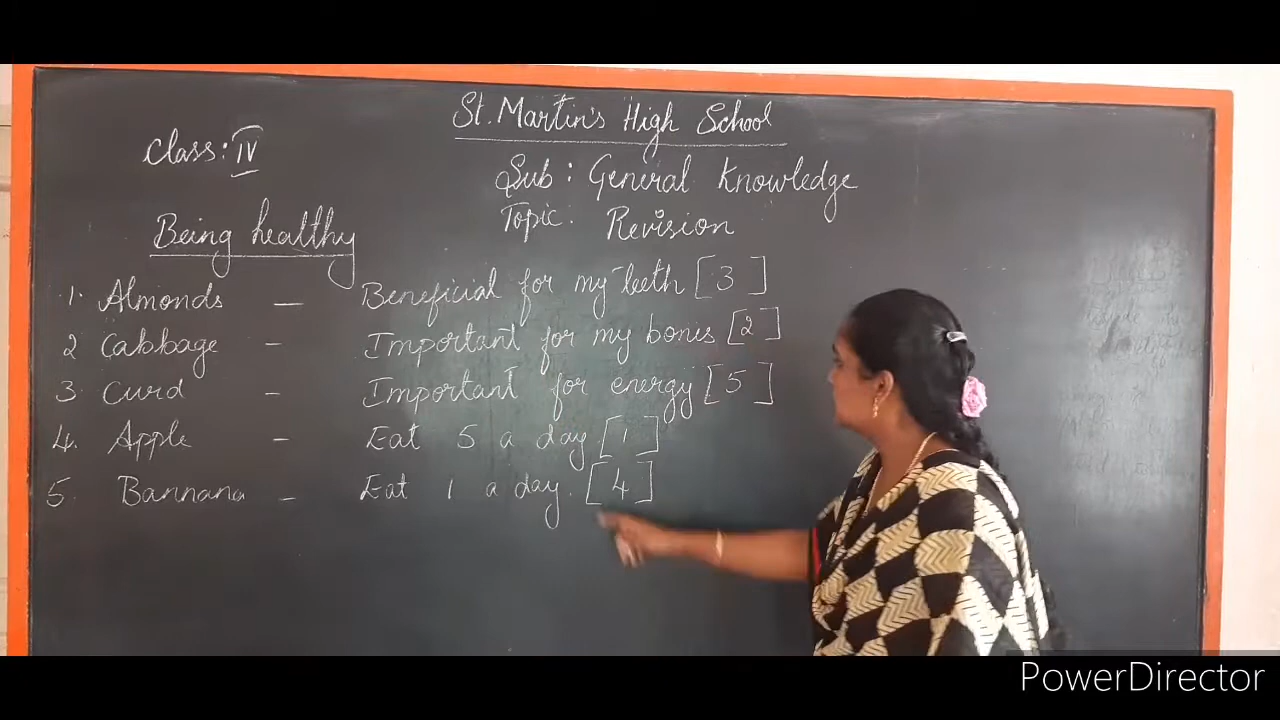 St. Martin's High School
Class: IV
Sub: General Knowledge
Topic: Revision
Being healthy
1. Almonds — Beneficial for my teeth [3]
2 Cabbage - Important for my bones [2]
3. Curd - Important for energy [5]
4. Apple - Eat 5 a day [1]
5. Bannana - Eat 1 a day. [4]
PowerDirector